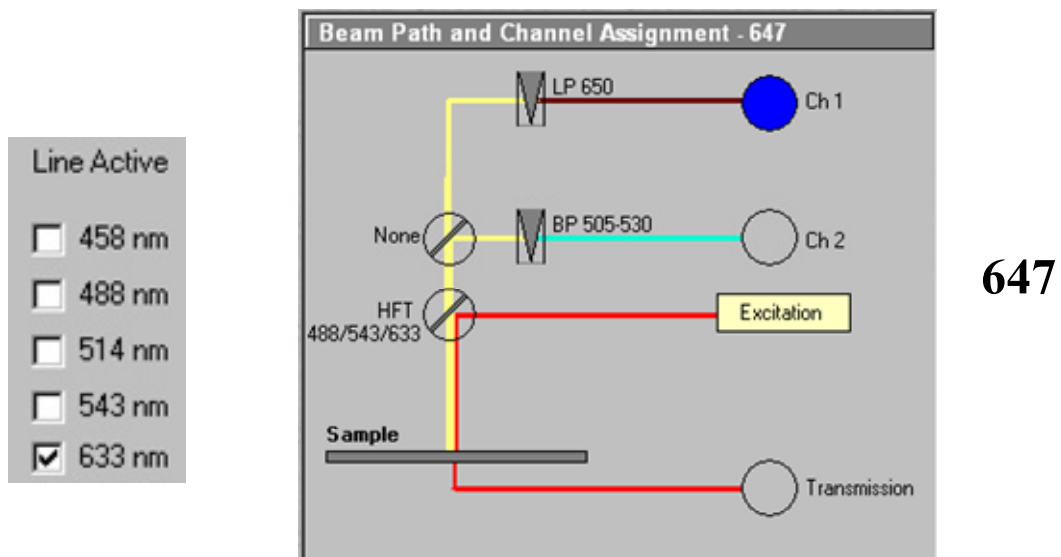 Line Active
458 nm
488 nm
514 nm
543 nm
633 nm
Beam Path and Channel Assignment - 647
LP 650
Ch 1
None
BP 505-530
Ch 2
HFT
488/543/633
Excitation
Sample
Transmission
647